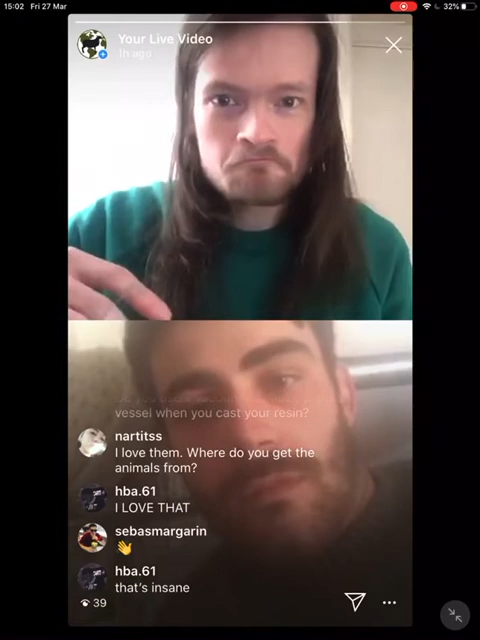 15:02 Fri 27 Mar
32%
Your Live Video
1h ago
vessel when you cast your resin?
nartitss
I love them. Where do you get the
animals from?
hba.61
I LOVE THAT
sebasmargarin
👋
hba.61
that's insane
39